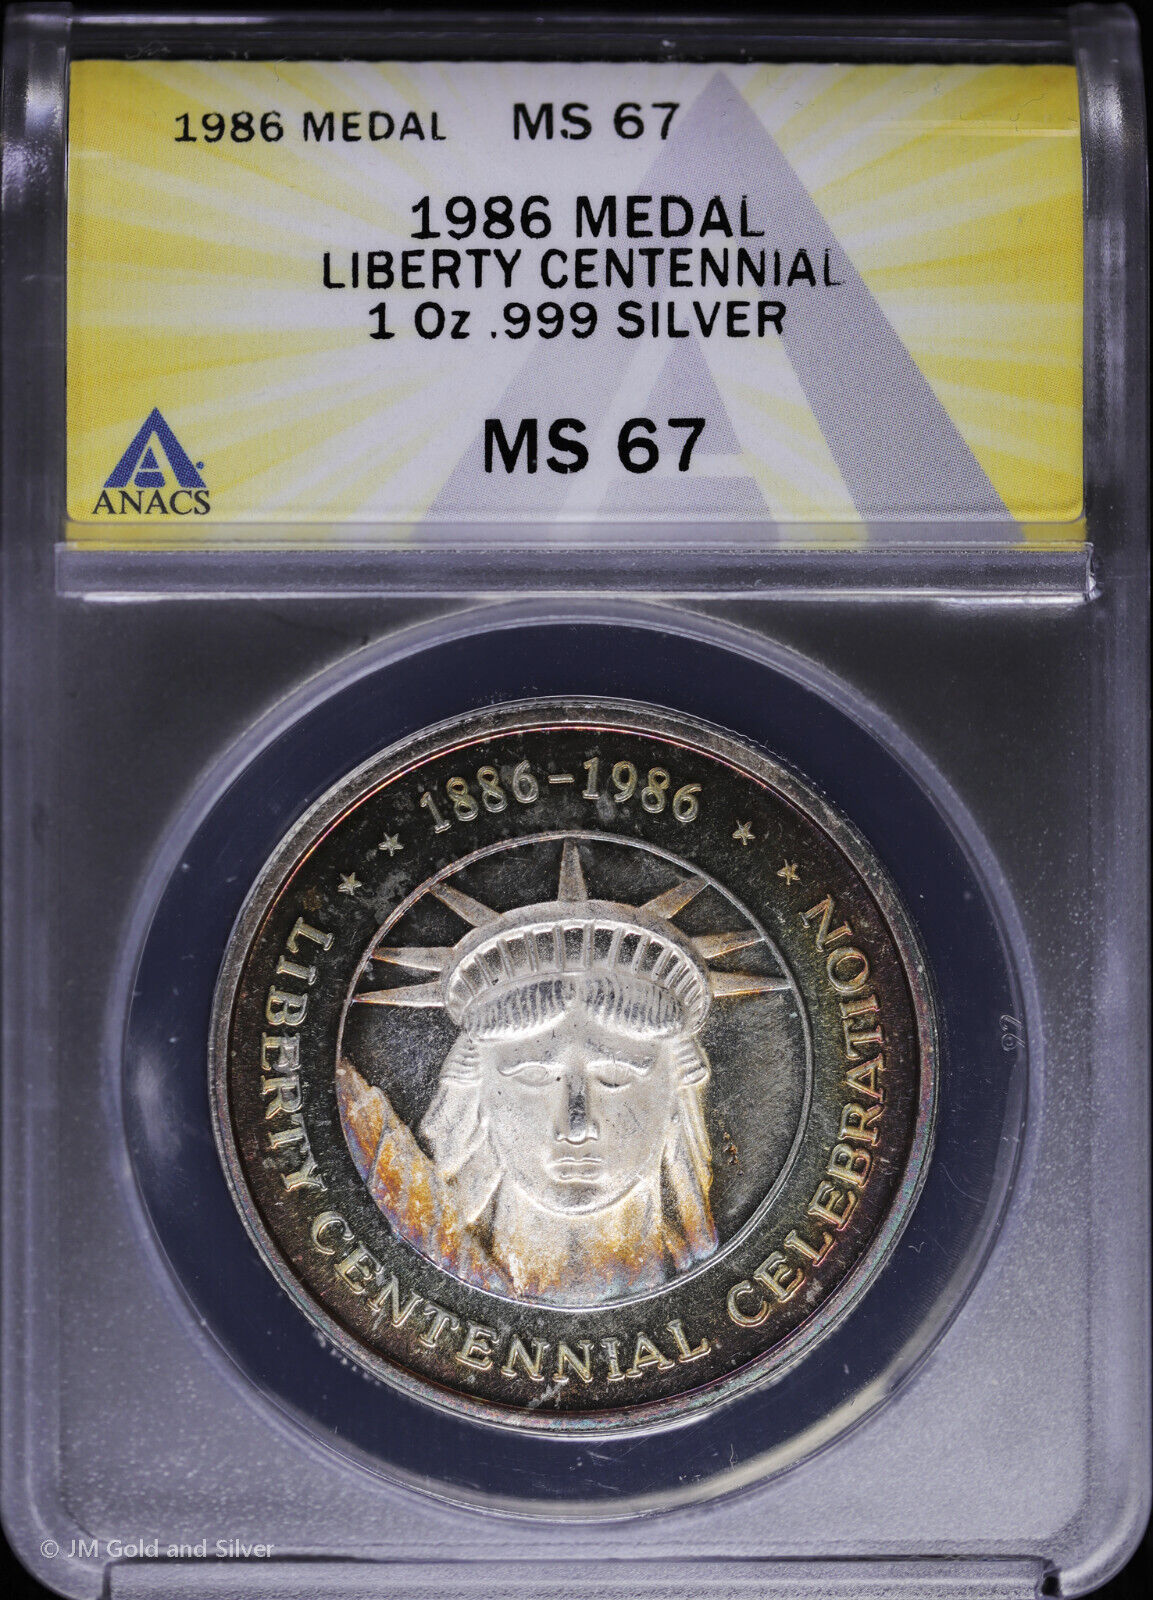 1986 MEDAL MS 67
1986 MEDAL
LIBERTY CENTENNIAL
1 Oz .999 SILVER
MS 67
ANACS
1886-1986
LIBERTY CENTENNIAL CELEBRATION
© JM Gold and Silver